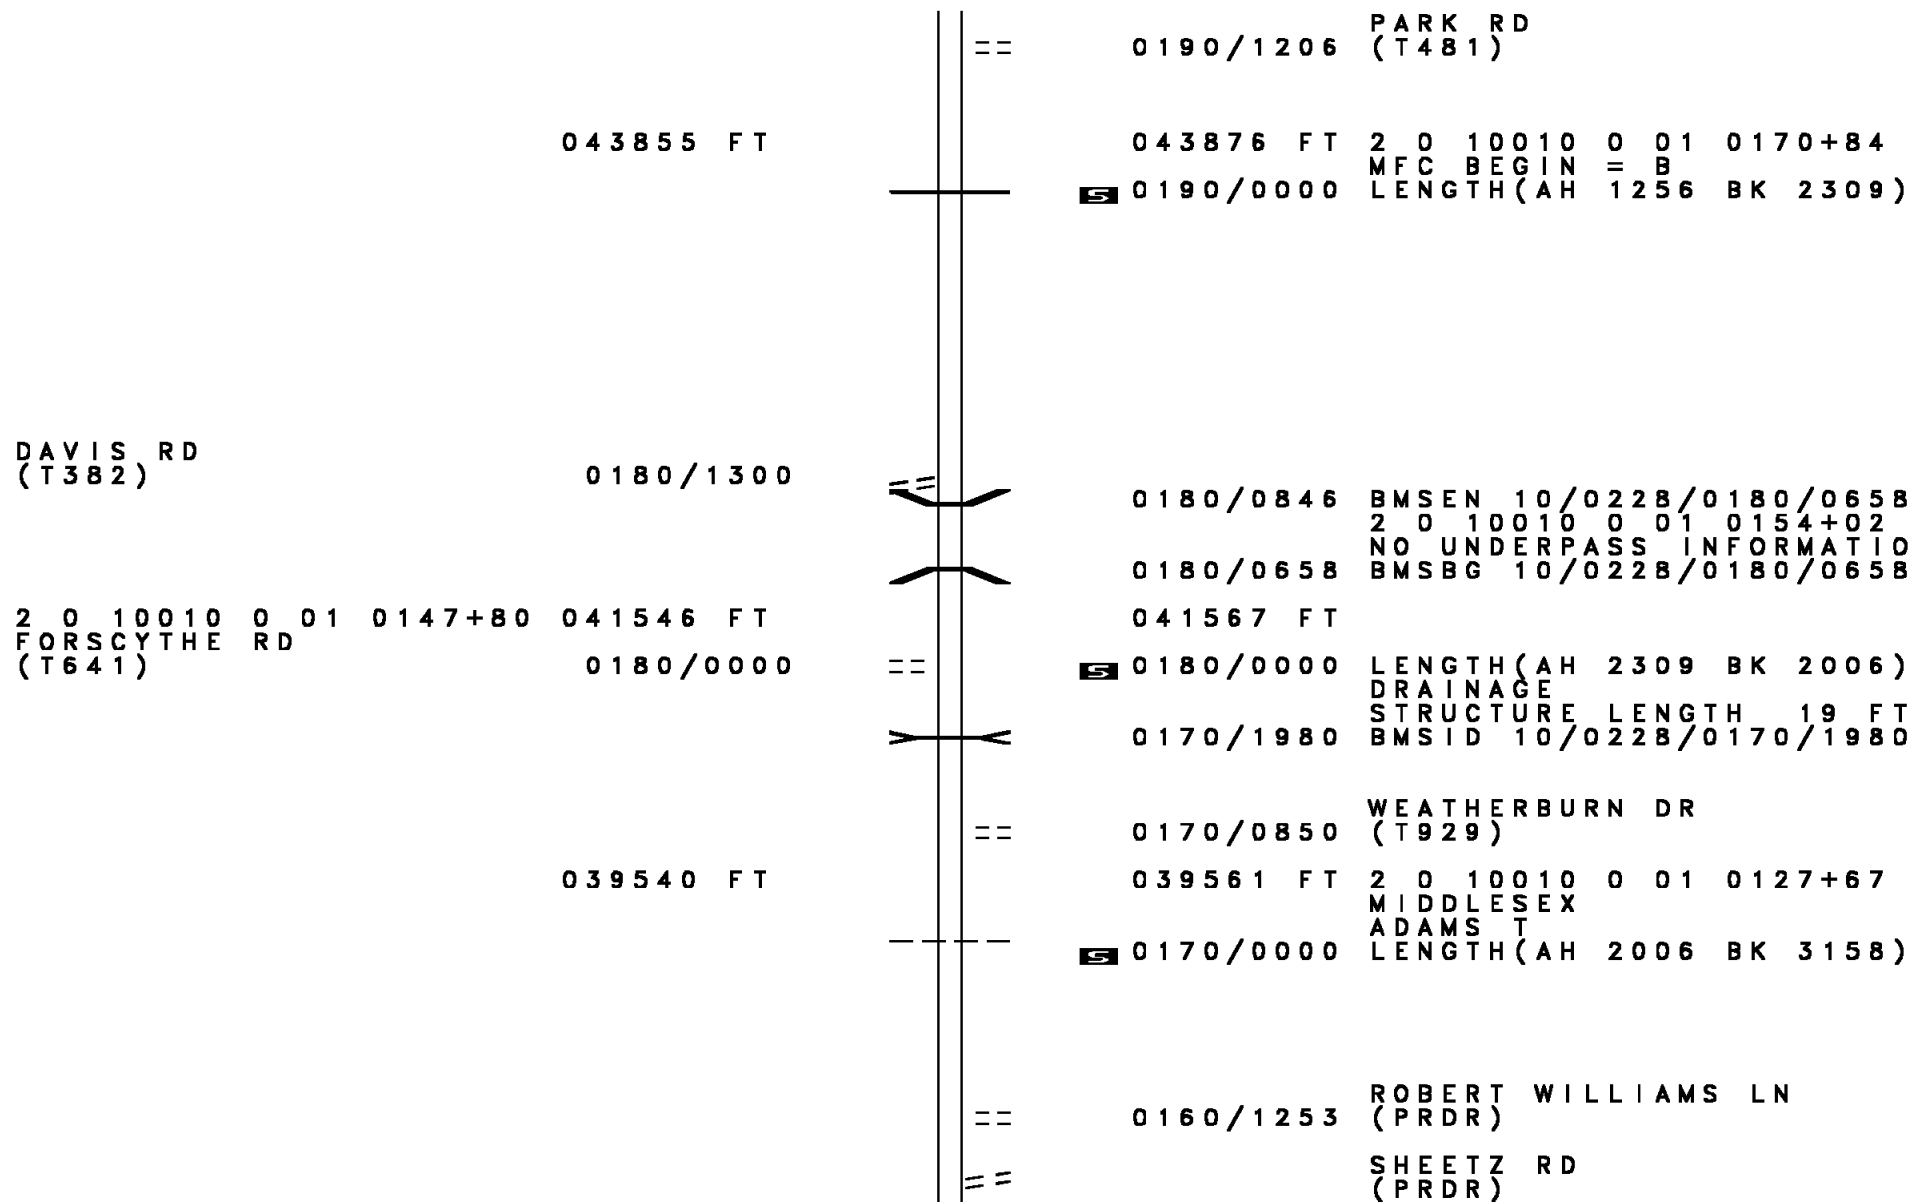 PARK RD
0190/1206 (T481)
043855 FT 043876 FT 2 0 10010 0 01 0170+84
MFC BEGIN = B
S 0190/0000 LENGTH(AH 1256 BK 2309)
DAVIS RD
(T382) 0180/1300
0180/0846 BMSEN 10/0228/0180/0658
2 0 10010 0 01 0154+02
NO UNDERPASS INFORMATIO
0180/0658 BMSBG 10/0228/0180/0658
2 0 10010 0 01 0147+80 041546 FT 041567 FT
FORSCYTHE RD
(T641) 0180/0000 S 0180/0000 LENGTH(AH 2309 BK 2006)
DRAINAGE
STRUCTURE LENGTH 19 FT
0170/1980 BMSID 10/0228/0170/1980
WEATHERBURN DR
0170/0850 (T929)
039540 FT 039561 FT 2 0 10010 0 01 0127+67
MIDDLESEX
ADAMS T
S 0170/0000 LENGTH(AH 2006 BK 3158)
ROBERT WILLIAMS LN
0160/1253 (PRDR)
SHEETZ RD
(PRDR)